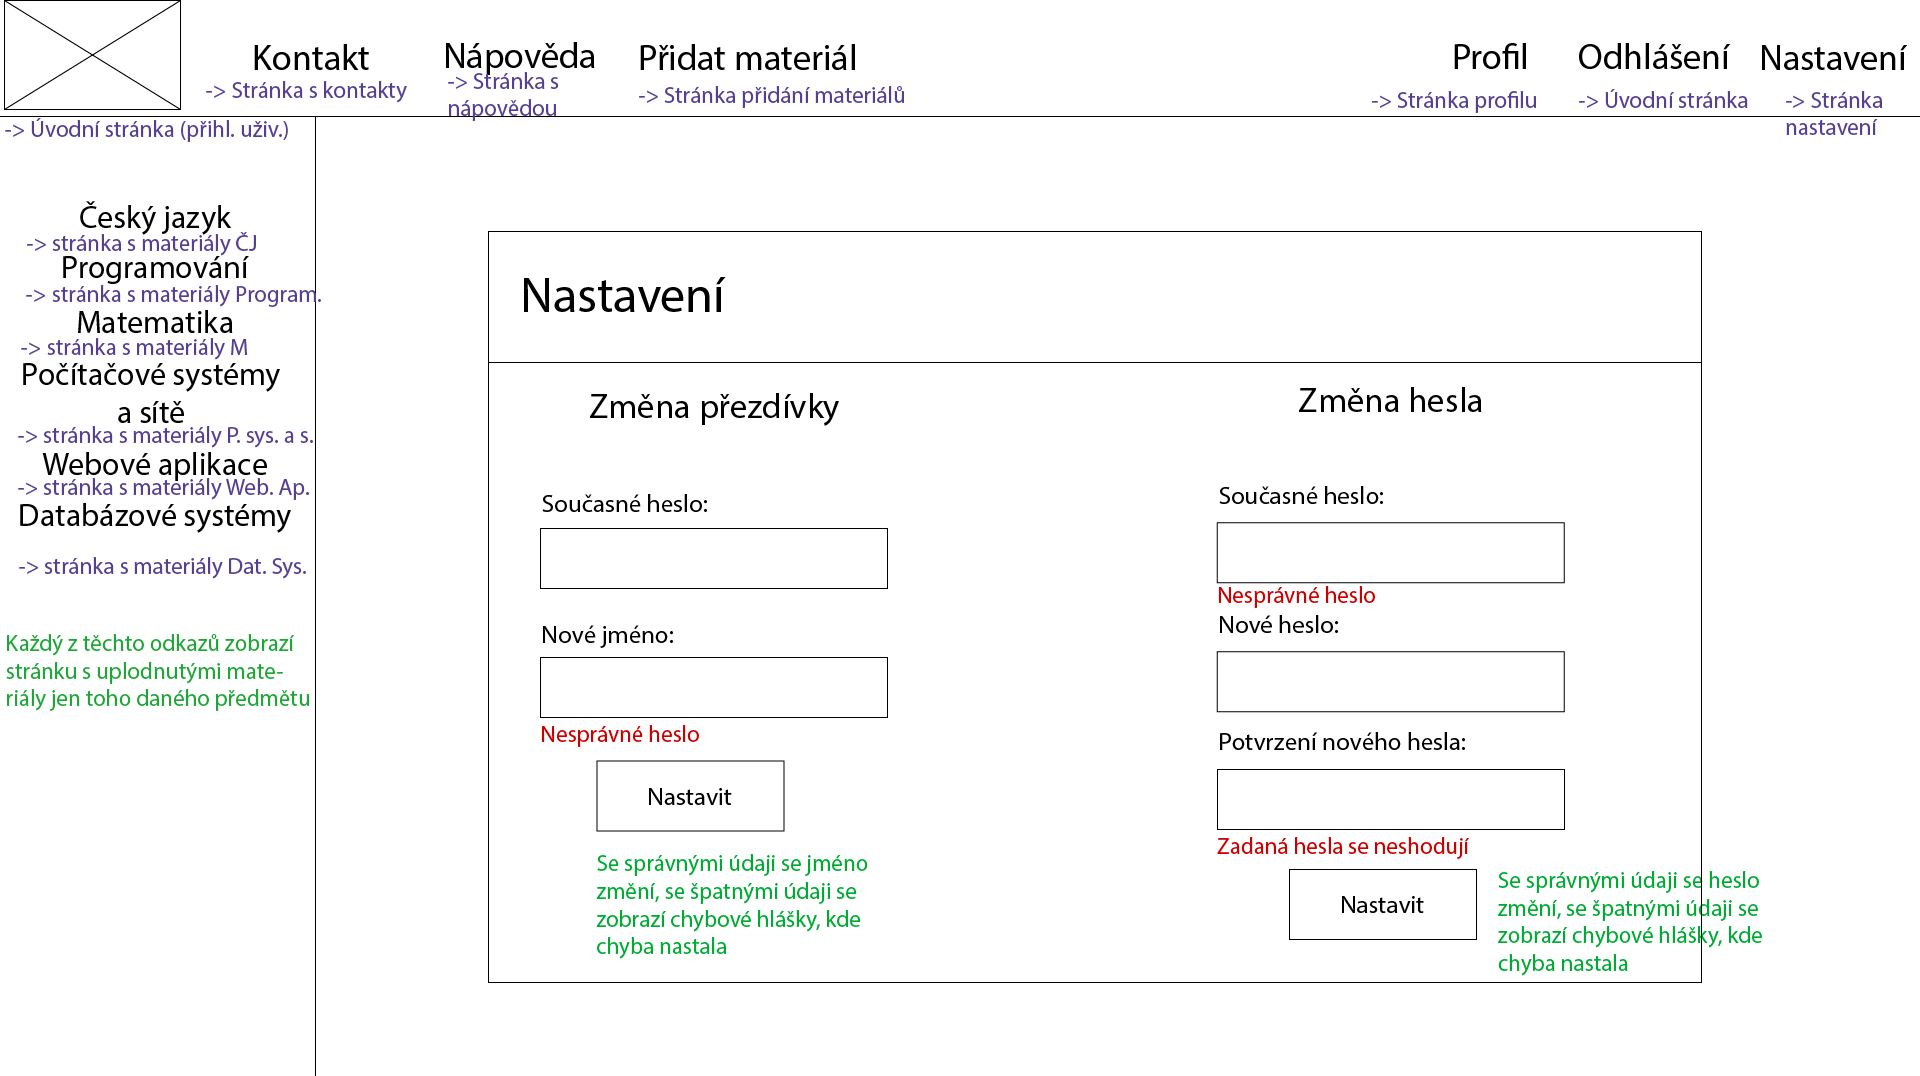 Kontakt
-> Stránka s kontakty
Nápověda
-> Stránka s
nápovědou
Přidat materiál
-> Stránka přidání materiálů
Profil
-> Stránka profilu
Odhlášení
-> Úvodní stránka
Nastavení
-> Stránka
nastavení
-> Úvodní stránka (přihl. uživ.)
Český jazyk
-> stránka s materiály ČJ
Programování
-> stránka s materiály Program.
Matematika
-> stránka s materiály M
Počítačové systémy
a sítě
-> stránka s materiály P. sys. a s.
Webové aplikace
-> stránka s materiály Web. Ap.
Databázové systémy
-> stránka s materiály Dat. Sys.
Každý z těchto odkazů zobrazí
stránku s uplodnutými mate-
riály jen toho daného předmětu
Nastavení
Změna přezdívky
Současné heslo:
Nové jméno:
Nesprávné heslo
Nastavit
Se správnými údaji se jméno
změní, se špatnými údaji se
zobrazí chybové hlášky, kde
chyba nastala
Změna hesla
Současné heslo:
Nesprávné heslo
Nové heslo:
Potvrzení nového hesla:
Zadaná hesla se neshodují
Nastavit
Se správnými údaji se heslo
změní, se špatnými údaji se
zobrazí chybové hlášky, kde
chyba nastala